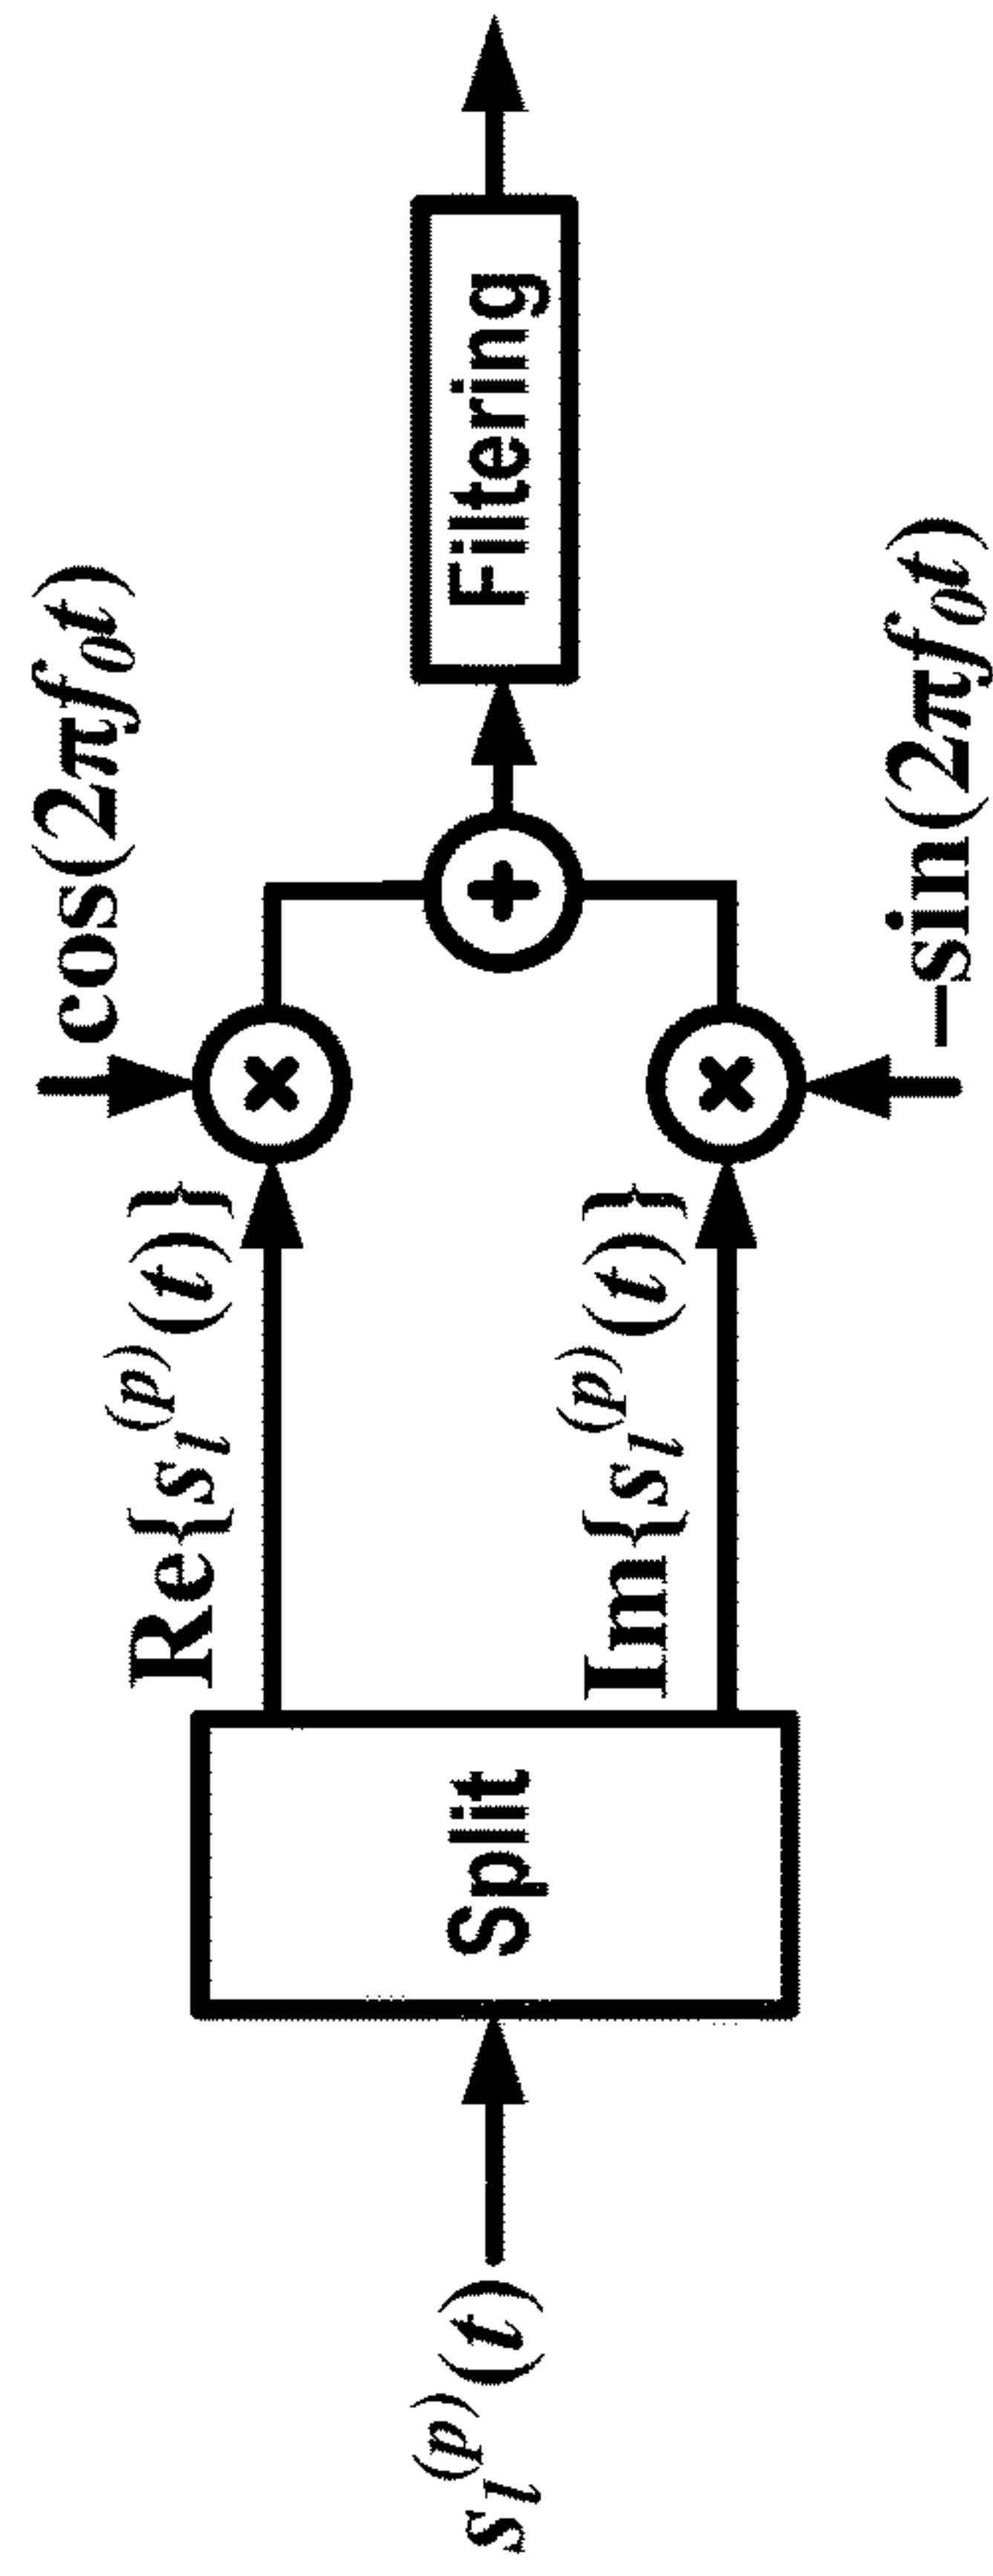 s_l^(p)(t)
Split
Re{s_l^(p)(t)}
Im{s_l^(p)(t)}
×
×
cos(2πf_0t)
−sin(2πf_0t)
+
Filtering